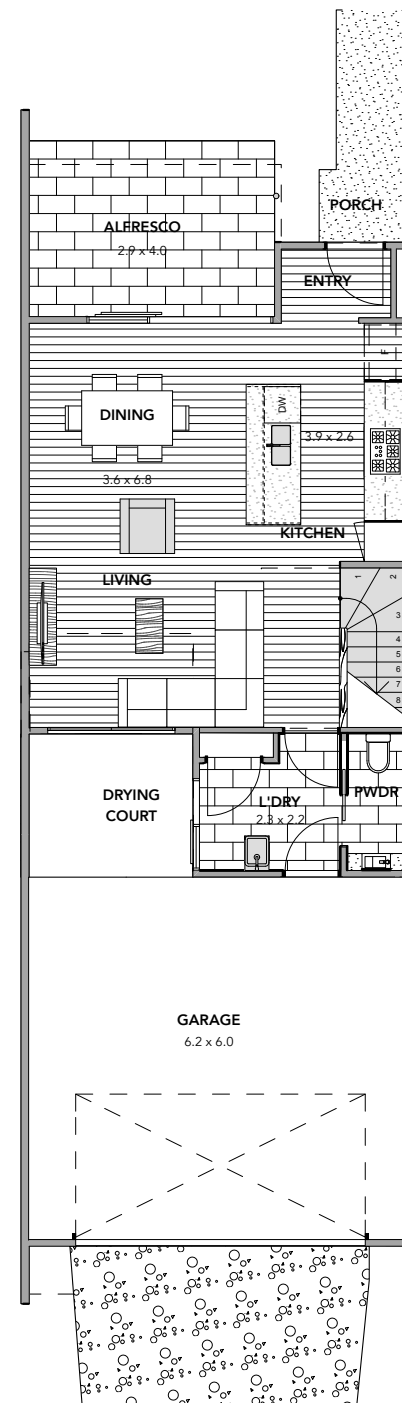 PORCH
ALFRESCO
2.9 x 4.0
ENTRY
F
DINING
DW
3.9 x 2.6
3.6 x 6.8
KITCHEN
LIVING
1
2
3
4
5
6
7
8
DRYING
COURT
L'DRY
2.3 x 2.2
PWDR
GARAGE
6.2 x 6.0